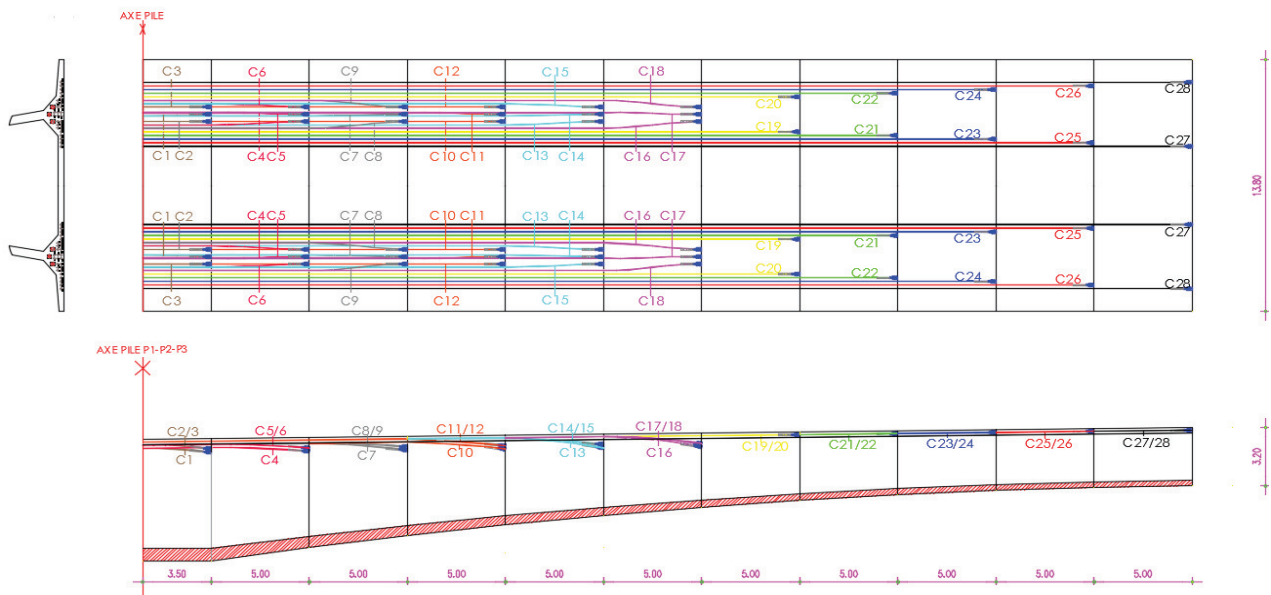 AXE PILE
C3 C6 C9 C12 C15 C18
C28
C26
C24
C22
C20
C19
C21
C23
C25
C27
C1 C2 C4 C5 C7 C8 C10 C11 C13 C14 C16 C17
13.80
C1 C2 C4 C5 C7 C8 C10 C11 C13 C14 C16 C17
C27
C25
C23
C21
C19
C20
C22
C24
C26
C28
C3 C6 C9 C12 C15 C18
AXE PILE P1-P2-P3
C2/3 C5/6 C8/9 C11/12 C14/15 C17/18
C1 C4 C7 C10 C13 C16 C19/20 C21/22 C23/24 C25/26 C27/28
3.20
3.50 5.00 5.00 5.00 5.00 5.00 5.00 5.00 5.00 5.00 5.00